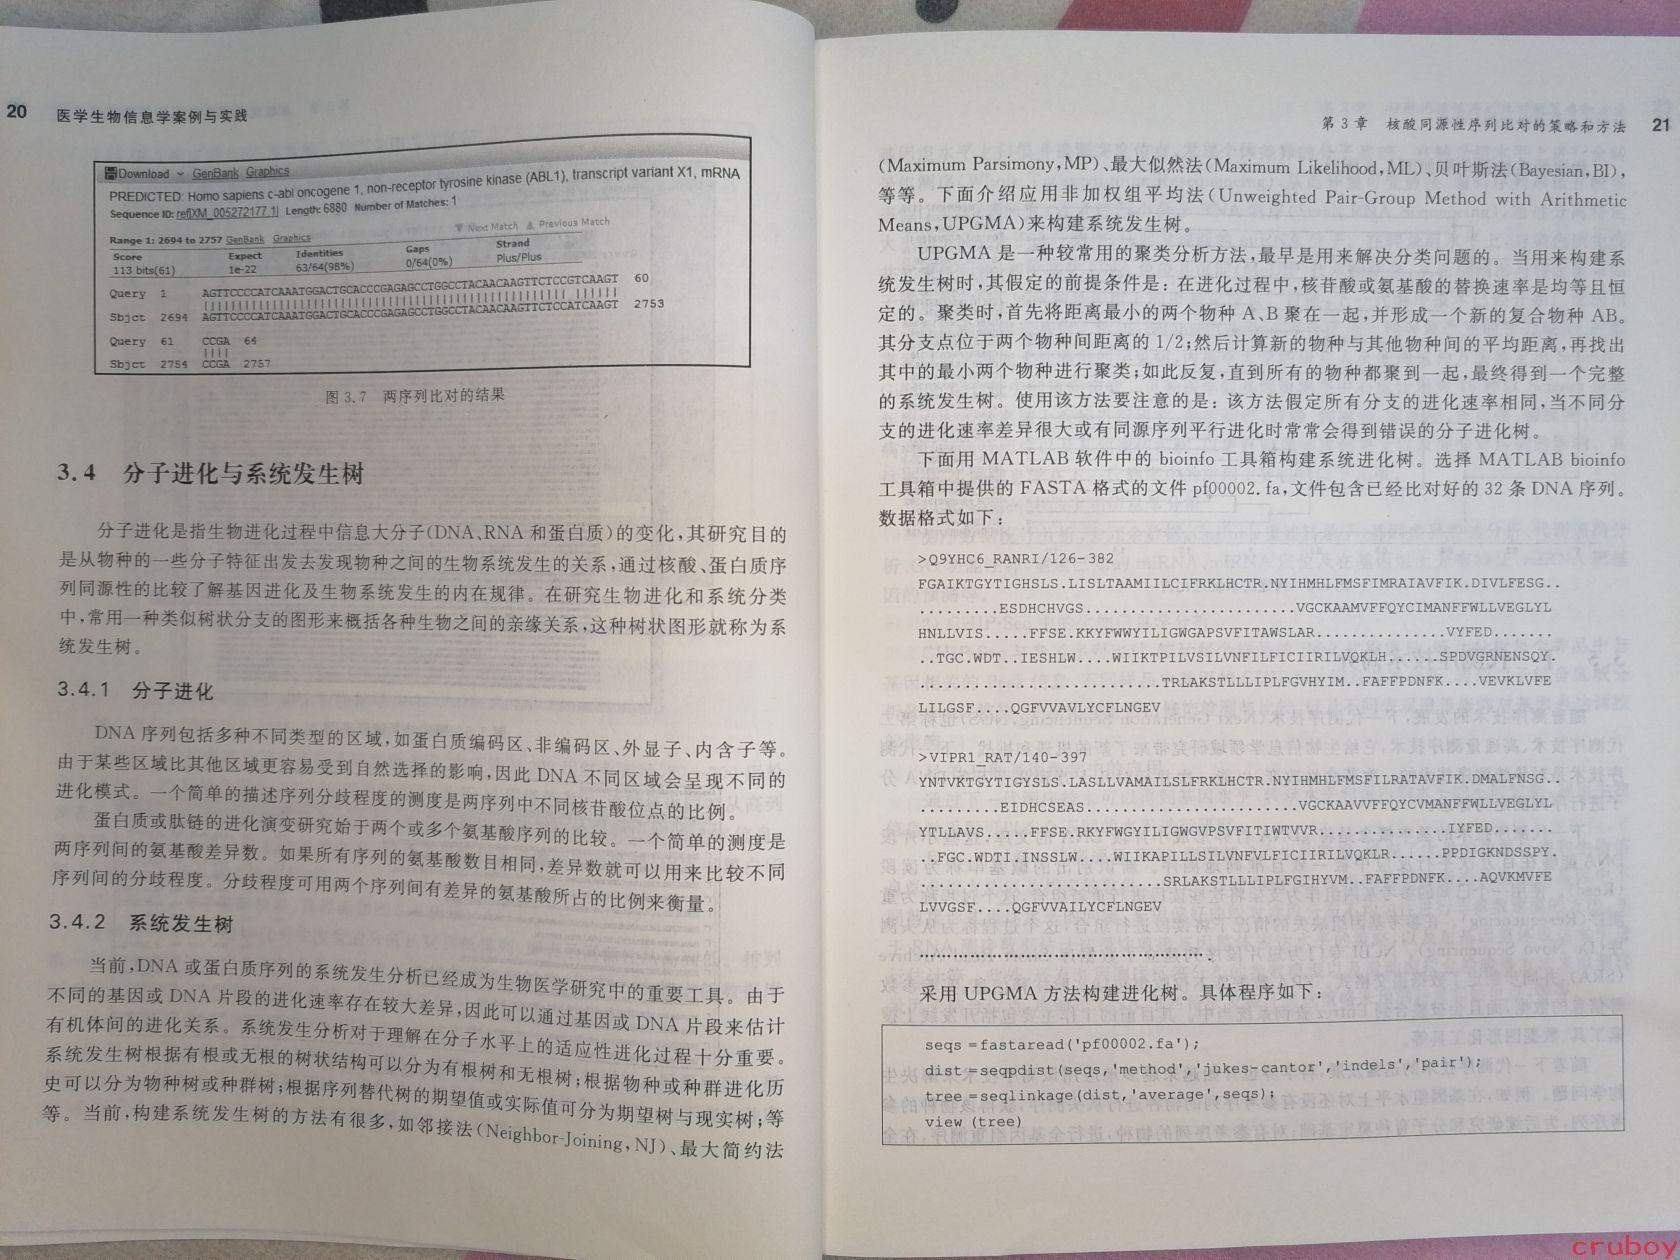 20 医学生物信息学案例与实践
Download GenBank Graphics
PREDICTED: Homo sapiens c-abl oncogene 1, non-receptor tyrosine kinase (ABL1), transcript variant X1, mRNA
Sequence ID: ref|XM_005272177.1| Length: 6880 Number of Matches: 1
Range 1: 2694 to 2757 GenBank Graphics ▼ Next Match ▲ Previous Match
Score Expect Identities Gaps Strand
113 bits(61) 1e-22 63/64(98%) 0/64(0%) Plus/Plus
Query 1 AGTTCCCCATCAAATGGACTGCACCCGAGAGCCTGGCCTACAACAAGTTCTCCGTCAAGT 60
Sbjct 2694 AGTTCCCCATCAAATGGACTGCACCCGAGAGCCTGGCCTACAACAAGTTCTCCATCAAGT 2753
Query 61 CCGA 64
Sbjct 2754 CCGA 2757
图 3.7 两序列比对的结果
3.4 分子进化与系统发生树
分子进化是指生物进化过程中信息大分子(DNA、RNA 和蛋白质)的变化,其研究目的
是从物种的一些分子特征出发去发现物种之间的生物系统发生的关系,通过核酸、蛋白质序
列同源性的比较了解基因进化及生物系统发生的内在规律。在研究生物进化和系统分类
中,常用一种类似树状分支的图形来概括各种生物之间的亲缘关系,这种树状图形就称为系
统发生树。
3.4.1 分子进化
DNA 序列包括多种不同类型的区域,如蛋白质编码区、非编码区、外显子、内含子等。
由于某些区域比其他区域更容易受到自然选择的影响,因此 DNA 不同区域会呈现不同的
进化模式。一个简单的描述序列分歧程度的测度是两序列中不同核苷酸位点的比例。
蛋白质或肽链的进化演变研究始于两个或多个氨基酸序列的比较。一个简单的测度是
两序列间的氨基酸差异数。如果所有序列的氨基酸数目相同,差异数就可以用来比较不同
序列间的分歧程度。分歧程度可用两个序列间有差异的氨基酸所占的比例来衡量。
3.4.2 系统发生树
当前,DNA 或蛋白质序列的系统发生分析已经成为生物医学研究中的重要工具。由于
不同的基因或 DNA 片段的进化速率存在较大差异,因此可以通过基因或 DNA 片段来估计
有机体间的进化关系。系统发生分析对于理解在分子水平上的适应性进化过程十分重要。
系统发生树根据有根或无根的树状结构可以分为有根树和无根树;根据物种或种群进化历
史可以分为物种树或种群树;根据序列替代树的期望值或实际值可分为期望树与现实树;等
等。当前,构建系统发生树的方法有很多,如邻接法(Neighbor-Joining,NJ)、最大简约法
第 3 章 核酸同源性序列比对的策略和方法 21
(Maximum Parsimony,MP)、最大似然法(Maximum Likelihood,ML)、贝叶斯法(Bayesian,BI),
等等。下面介绍应用非加权组平均法(Unweighted Pair-Group Method with Arithmetic
Means,UPGMA)来构建系统发生树。
UPGMA 是一种较常用的聚类分析方法,最早是用来解决分类问题的。当用来构建系
统发生树时,其假定的前提条件是:在进化过程中,核苷酸或氨基酸的替换速率是均等且恒
定的。聚类时,首先将距离最小的两个物种 A、B 聚在一起,并形成一个新的复合物种 AB。
其分支点位于两个物种间距离的 1/2;然后计算新的物种与其他物种间的平均距离,再找出
其中的最小两个物种进行聚类;如此反复,直到所有的物种都聚到一起,最终得到一个完整
的系统发生树。使用该方法要注意的是:该方法假定所有分支的进化速率相同,当不同分
支的进化速率差异很大或有同源序列平行进化时常常会得到错误的分子进化树。
下面用 MATLAB 软件中的 bioinfo 工具箱构建系统进化树。选择 MATLAB bioinfo
工具箱中提供的 FASTA 格式的文件 pf00002.fa,文件包含已经比对好的 32 条 DNA 序列。
数据格式如下:
>Q9YHC6_RANRI/126-382
FGAIKTGYTIGHSLS.LISLTAAMIILCIFRKLHCTR.NYIHMHLFMSFIMRAIAVFIK.DIVLFESG..
..........ESDHCHVGS..........................VGCKAAMVFFQYCIMANFFWLLVEGLYL
HNLLVIS.....FFSE.KKYFWWYILIGWGAPSVFITAWSLAR................VYFED.......
..TGC.WDT..IESHLW....WIIKTPILVSILVNFILFICIIRILVQKLH......SPDVGRNENSQY.
..............................TRLAKSTLLLIPLFGVHYIM..FAFFPDNFK....VEVKLVFE
LILGSF....QGFVVAVLYCFLNGEV
>VIPR1_RAT/140-397
YNTVKTGYTIGYSLS.LASLLVAMAILSLFRKLHCTR.NYIHMHLFMSFILRATAVFIK.DMALFNSG..
..........EIDHCSEAS..........................VGCKAAVVFFQYCVMANFFWLLVEGLYL
YTLLAVS.....FFSE.RKYFWGYILIGWGVPSVFITIWTVVR................IYFED.......
..FGC.WDTI.INSSLW....WIIKAPILLSILVNFVLFICIIRILVQKLR......PPDIGKNDSSPY.
..............................SRLAKSTLLLIPLFGIHYVM..FAFFPDNFK....AQVKMVFE
LVVGSF....QGFVVAILYCFLNGEV
……………………………………………
采用 UPGMA 方法构建进化树。具体程序如下:
seqs =fastaread('pf00002.fa');
dist =seqpdist(seqs,'method','jukes-cantor','indels','pair');
tree =seqlinkage(dist,'average',seqs);
view (tree)
cruboy